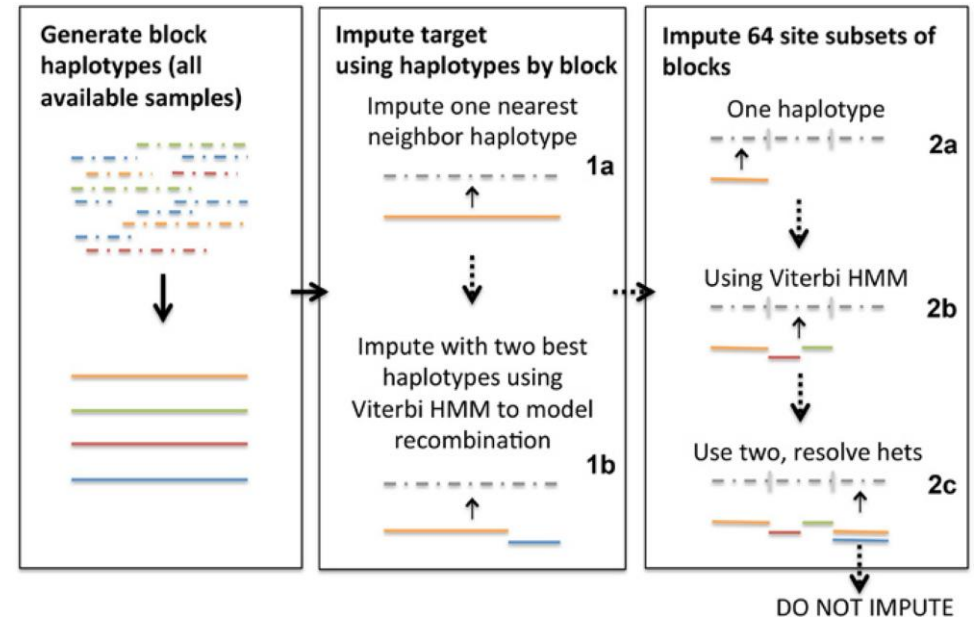 Generate block
haplotypes (all
available samples)
Impute target
using haplotypes by block
Impute one nearest
neighbor haplotype
1a
Impute with two best
haplotypes using
Viterbi HMM to model
recombination
1b
Impute 64 site subsets of
blocks
One haplotype
2a
Using Viterbi HMM
2b
Use two, resolve hets
2c
DO NOT IMPUTE